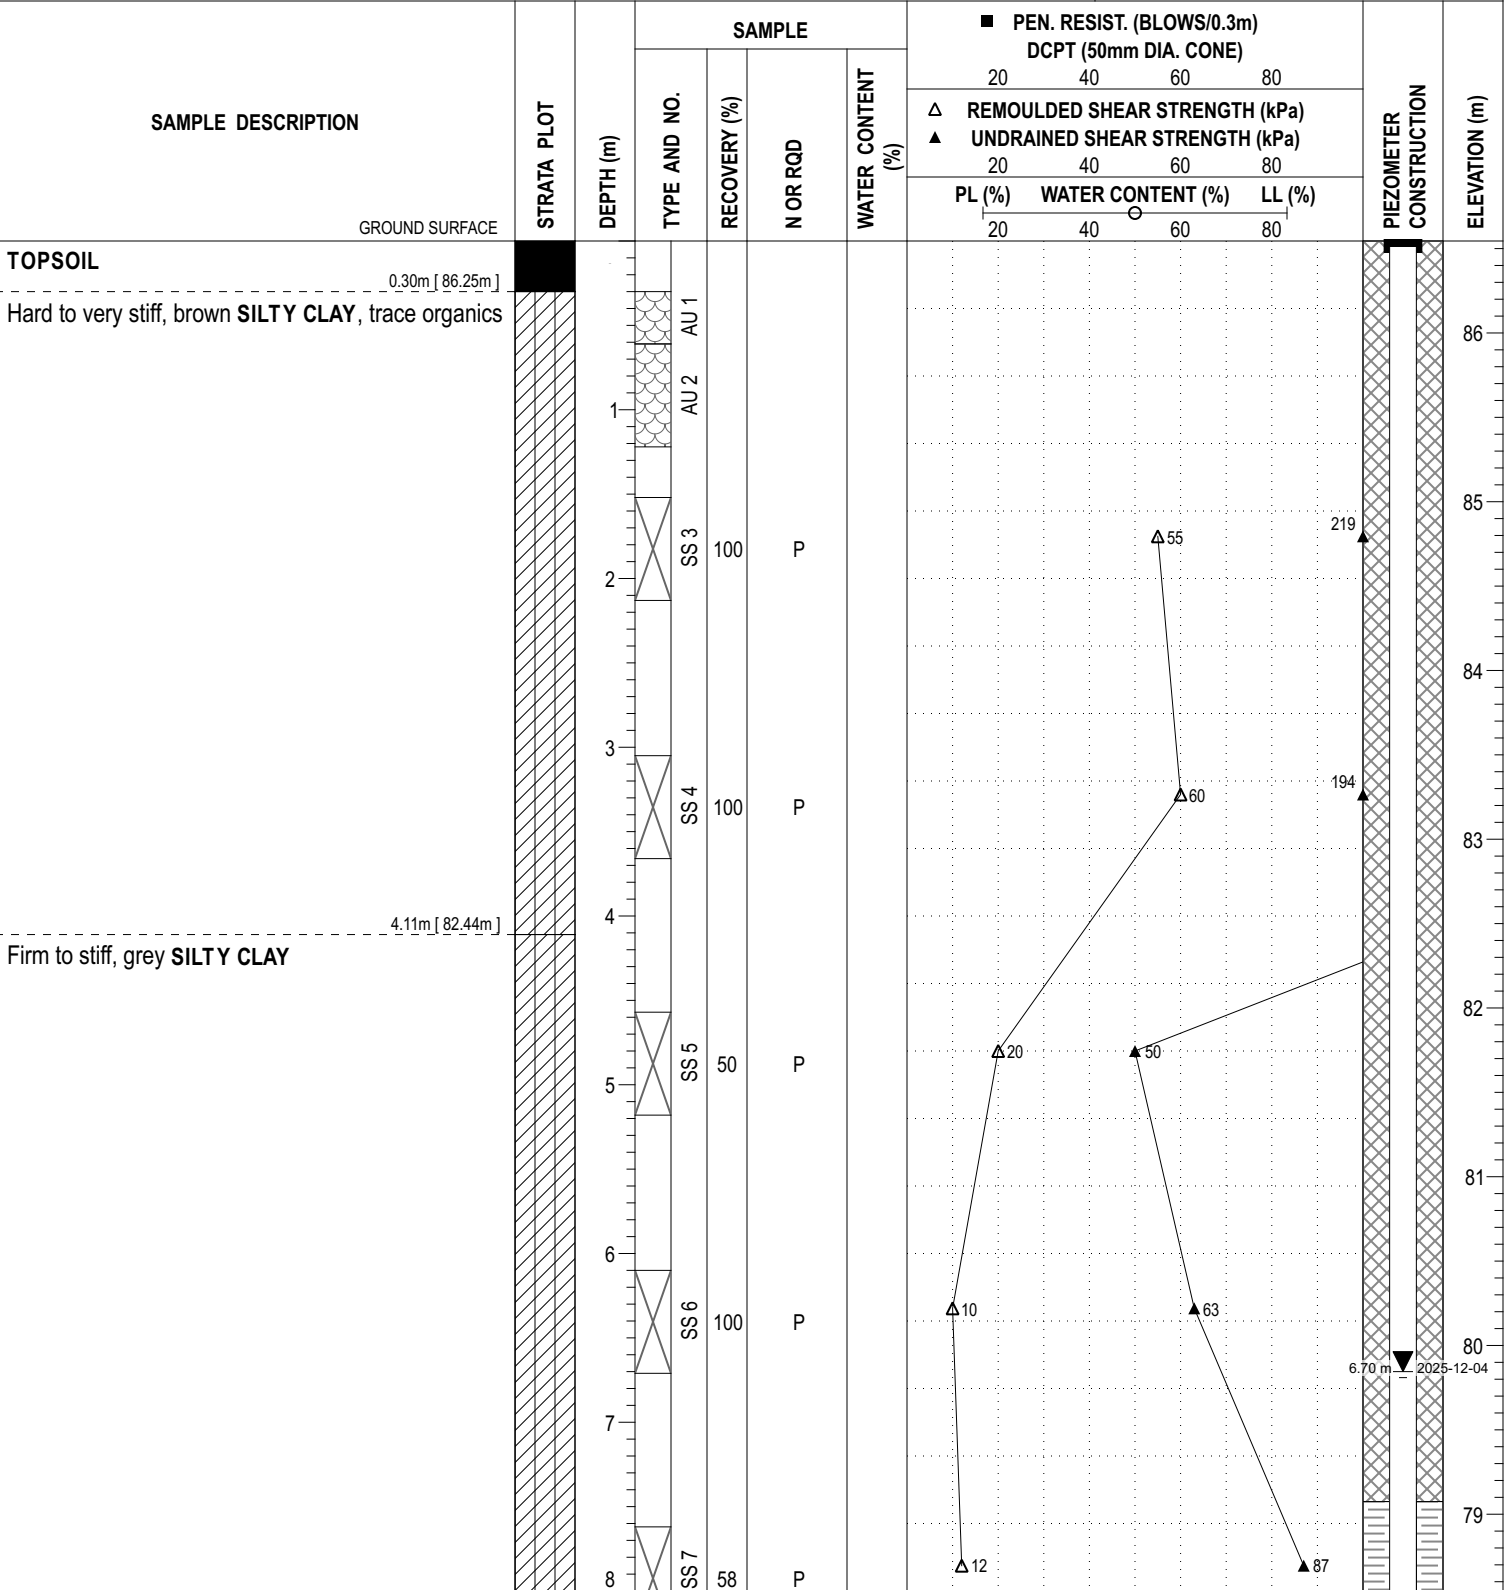 SAMPLE DESCRIPTION
GROUND SURFACE
STRATA PLOT
DEPTH (m)
SAMPLE
TYPE AND NO.
RECOVERY (%)
N OR RQD
WATER CONTENT
(%)
■ PEN. RESIST. (BLOWS/0.3m)
DCPT (50mm DIA. CONE)
20 40 60 80
△ REMOULDED SHEAR STRENGTH (kPa)
▲ UNDRAINED SHEAR STRENGTH (kPa)
20 40 60 80
PL (%) WATER CONTENT (%) LL (%)
20 40 60 80
PIEZOMETER
CONSTRUCTION
ELEVATION (m)
TOPSOIL
0.30m [ 86.25m ]
Hard to very stiff, brown SILTY CLAY, trace organics
AU 1
86
AU 2
1
85
219
55
SS 3 100 P
2
84
3
194
60
SS 4 100 P
83
4
4.11m [ 82.44m ]
Firm to stiff, grey SILTY CLAY
82
20 50
SS 5 50 P
5
81
6
10 63
SS 6 100 P
80
6.70 m 2025-12-04
7
79
12 87
SS 7 58 P
8